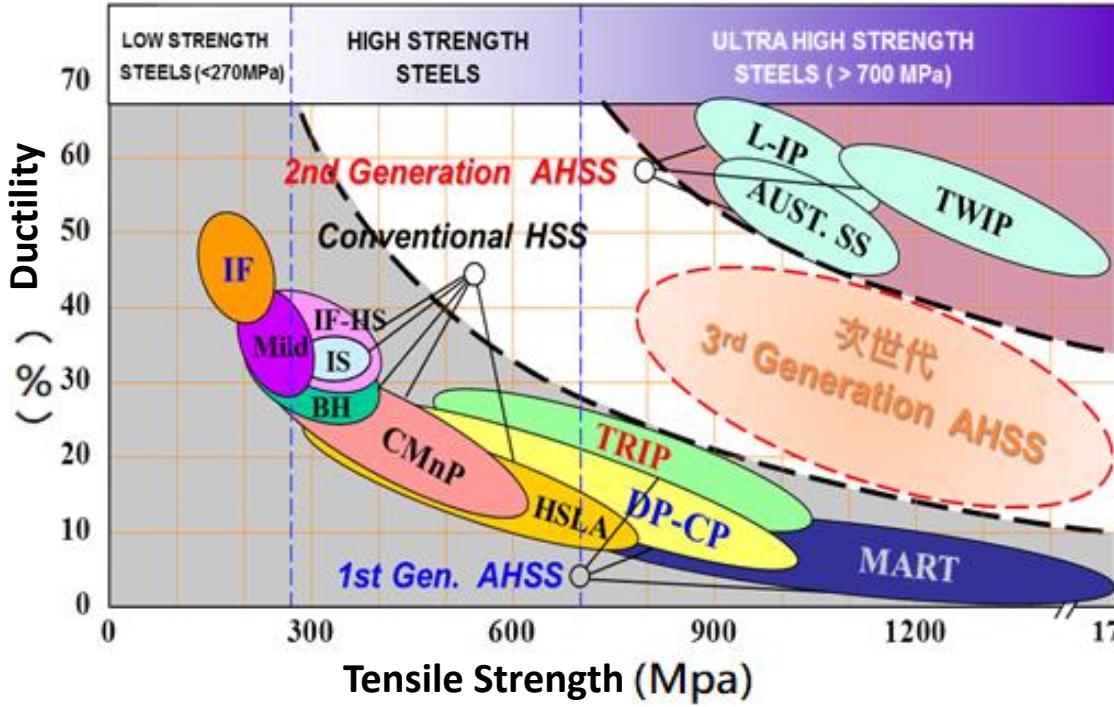 LOW STRENGTH
STEELS (<270MPa)
HIGH STRENGTH
STEELS
ULTRA HIGH STRENGTH
STEELS ( > 700 MPa)
70
60
50
40
30
20
10
0
Ductility
(%)
2nd Generation AHSS
Conventional HSS
L-IP
AUST. SS
TWIP
IF
IF-HS
Mild
IS
BH
CMnP
TRIP
HSLA
DP-CP
MART
次世代
3rd Generation AHSS
1st Gen. AHSS
0
300
600
900
1200
17
Tensile Strength (Mpa)